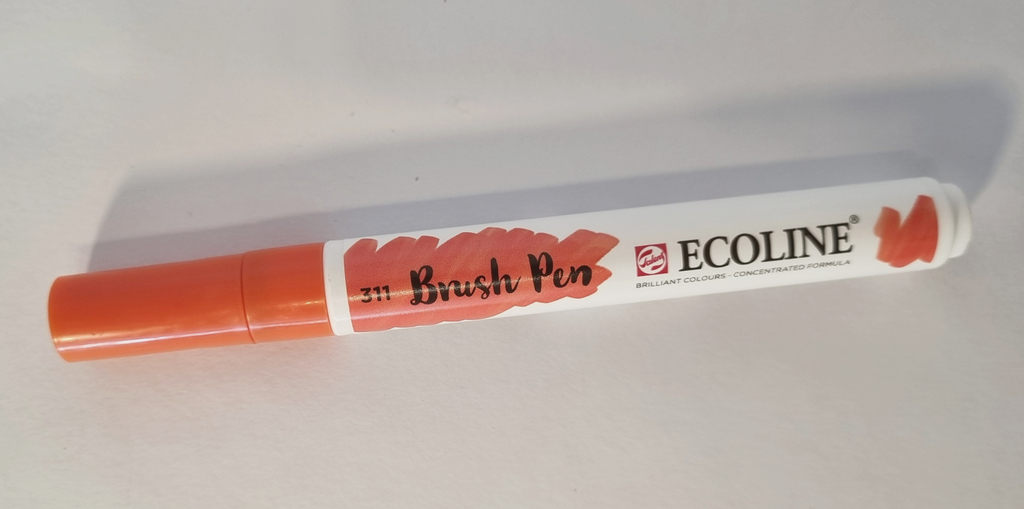 311 Brush Pen
Talens
ECOLINE®
BRILLIANT COLOURS - CONCENTRATED FORMULA